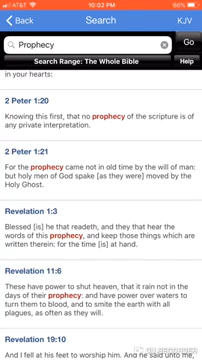 10:02 PM
66%
Back
Search
KJV
Prophecy
Go
Search Range: The Whole Bible
Help
in your hearts:
2 Peter 1:20
Knowing this first, that no prophecy of the scripture is of
any private interpretation.
2 Peter 1:21
For the prophecy came not in old time by the will of man:
but holy men of God spake [as they were] moved by the
Holy Ghost.
Revelation 1:3
Blessed [is] he that readeth, and they that hear the
words of this prophecy, and keep those things which are
written therein: for the time [is] at hand.
Revelation 11:6
These have power to shut heaven, that it rain not in the
days of their prophecy: and have power over waters to
turn them to blood, and to smite the earth with all
plagues, as often as they will.
Revelation 19:10
And I fell at his feet to worship him. And he said unto me,